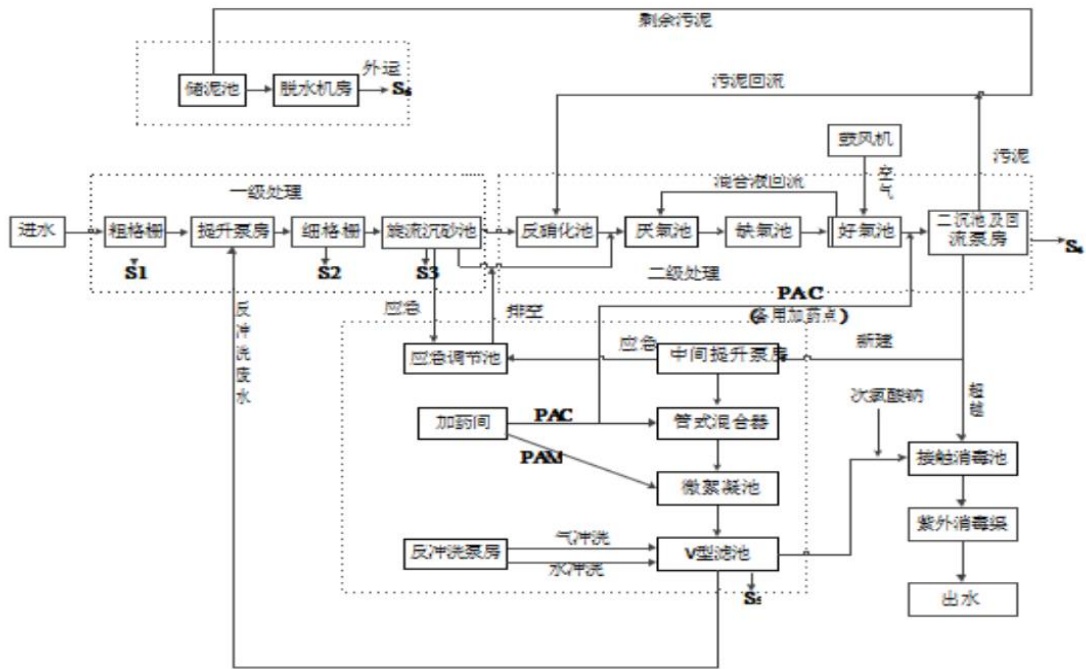 剩余污泥
外运
储泥池
脱水机房
污泥回流
鼓风机
空气
污泥
一级处理
混合液回流
进水
粗格栅
提升泵房
细格栅
旋流沉砂池
反硝化池
厌氧池
缺氧池
好氧池
二沉池及回
流泵房
S1
S2
S3
二级处理
PAC
(备用加药点)
反冲洗废水
应急
排空
应急
新建
应急调节池
中间提升泵房
超越
次氯酸钠
加药间
PAC
管式混合器
PAM
接触消毒池
微絮凝池
紫外消毒渠
反冲洗泵房
气冲洗
水冲洗
V型滤池
S5
出水